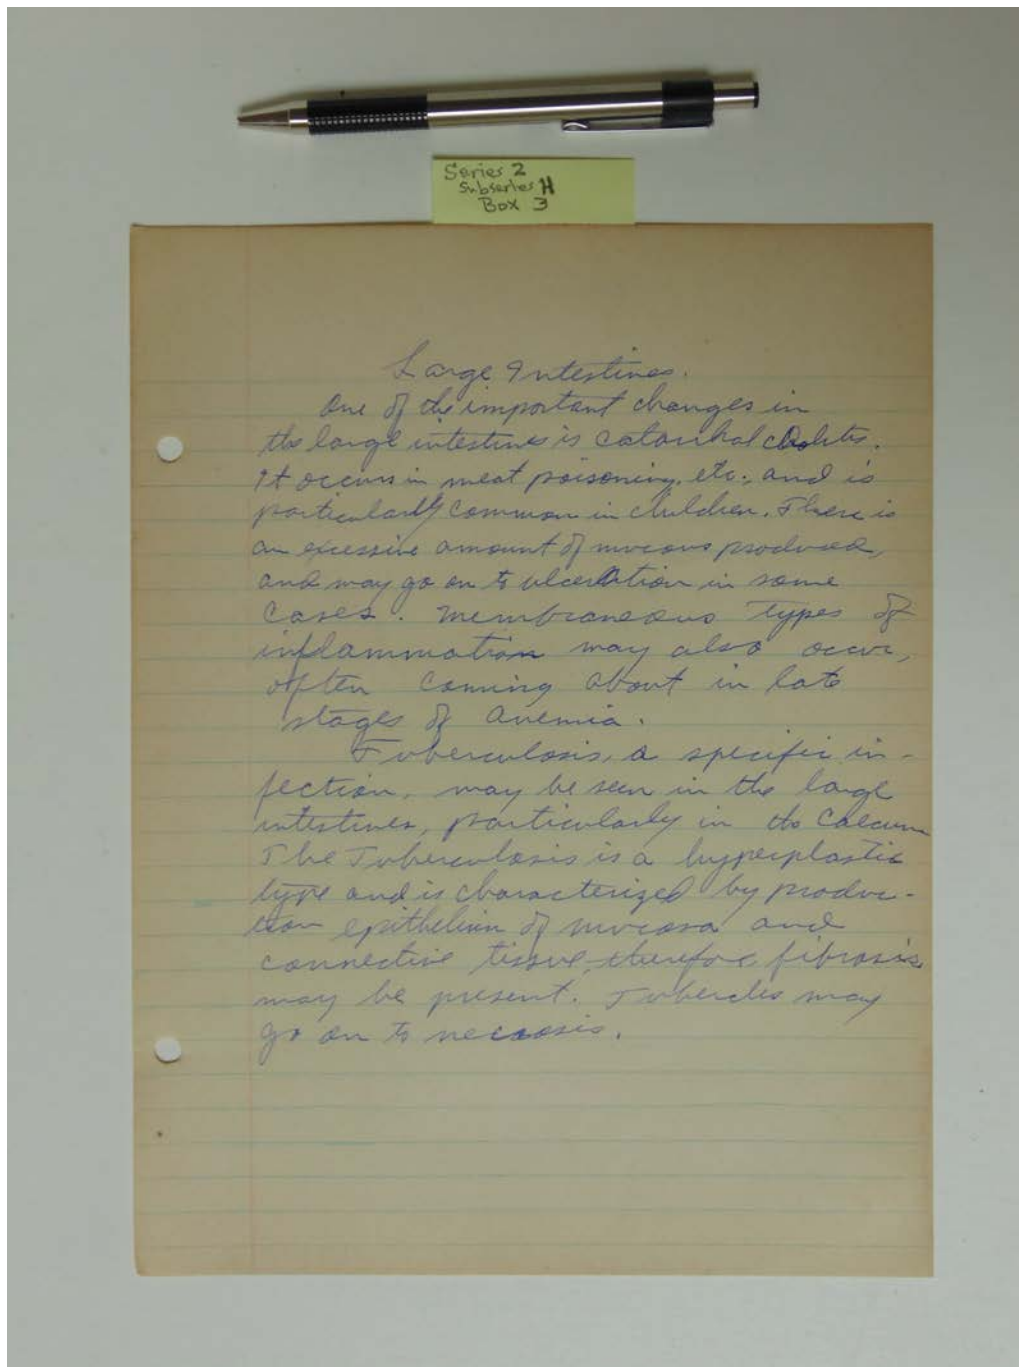 Series 2
Subseries H
Box 3
Large Intestines.
One of the important changes in
the large intestines is catarrhal colitis.
It occurs in meat poisoning, etc., and is
particularly common in children. There is
an excessive amount of mucous produced,
and may go on to ulceration in some
cases. Membraneous types of
inflammation may also occur,
often coming about in late
stages of anemia.
Tuberculosis, a specific in-
fection, may be seen in the large
intestines, particularly in the Caecum
The Tuberculosis is a hyperplastic
type and is characterized by produc-
tion epithelium of mucosa and
connective tissue, therefore fibrosis
may be present. Tubercles may
go on to necrosis.